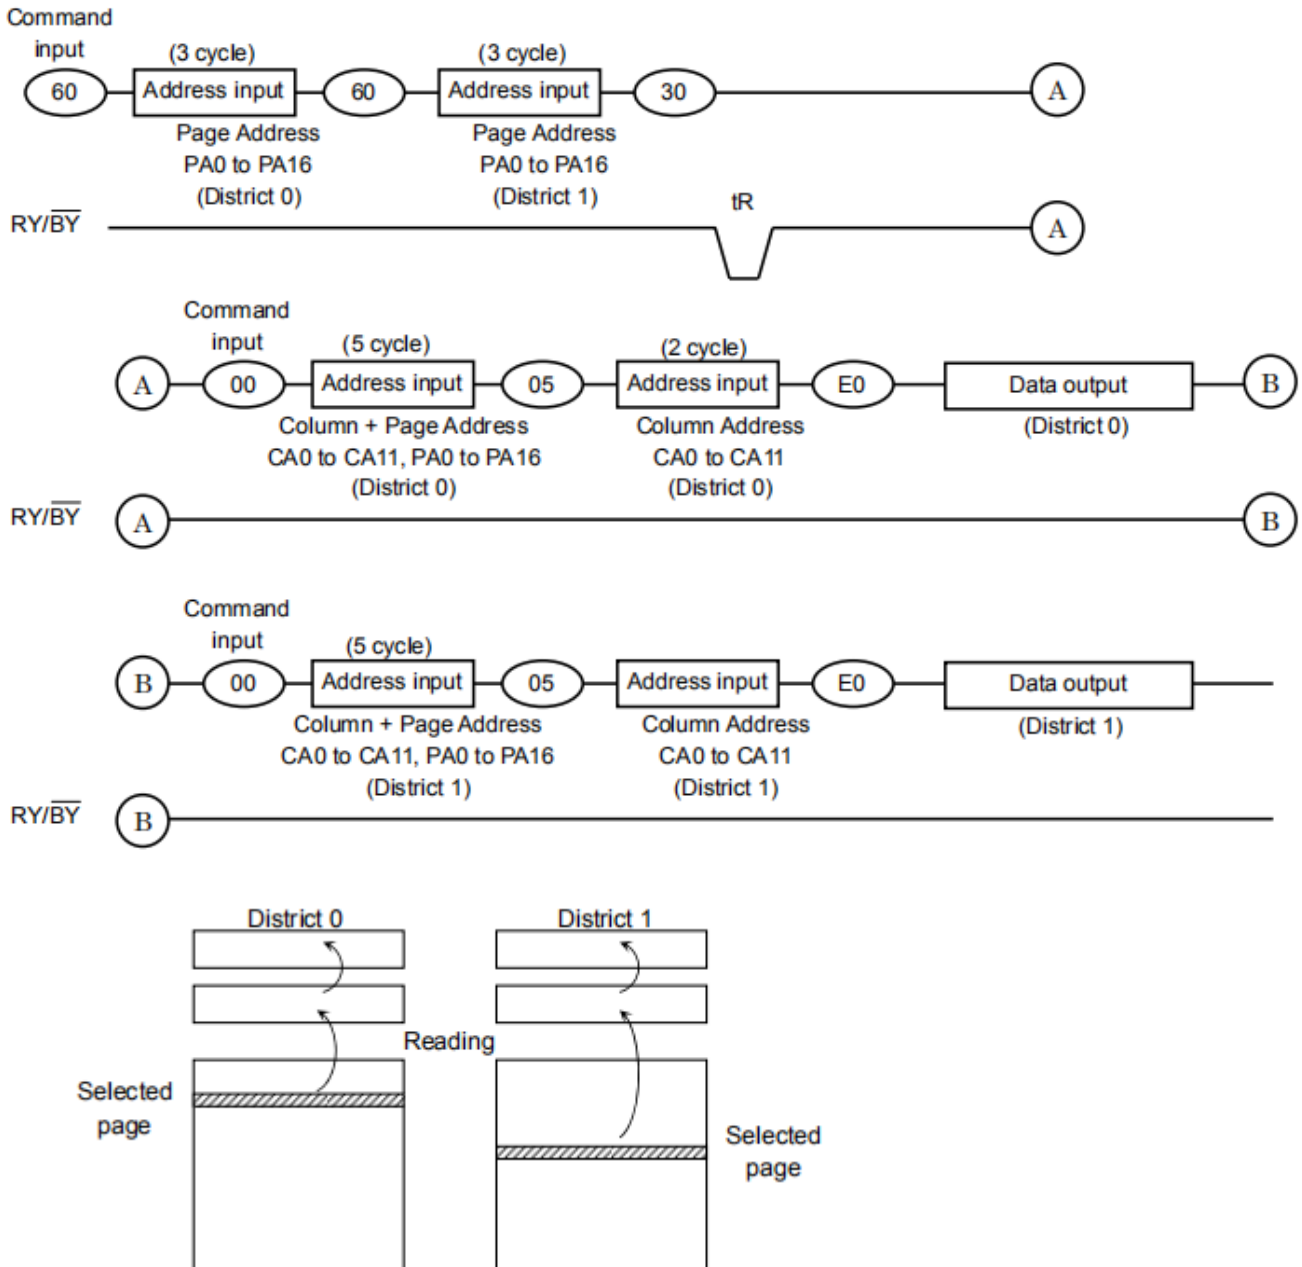 Command
input
(3 cycle) (3 cycle)
60 Address input 60 Address input 30 A
Page Address Page Address
PA0 to PA16 PA0 to PA16
(District 0) (District 1)
tR
RY/B̅Y̅ A
Command
input
(5 cycle) (2 cycle)
A 00 Address input 05 Address input E0 Data output B
Column + Page Address Column Address (District 0)
CA0 to CA11, PA0 to PA16 CA0 to CA11
(District 0) (District 0)
RY/B̅Y̅ A B
Command
input
(5 cycle)
B 00 Address input 05 Address input E0 Data output
Column + Page Address Column Address (District 1)
CA0 to CA11, PA0 to PA16 CA0 to CA11
(District 1) (District 1)
RY/B̅Y̅ B
District 0 District 1
Reading
Selected
page
Selected
page